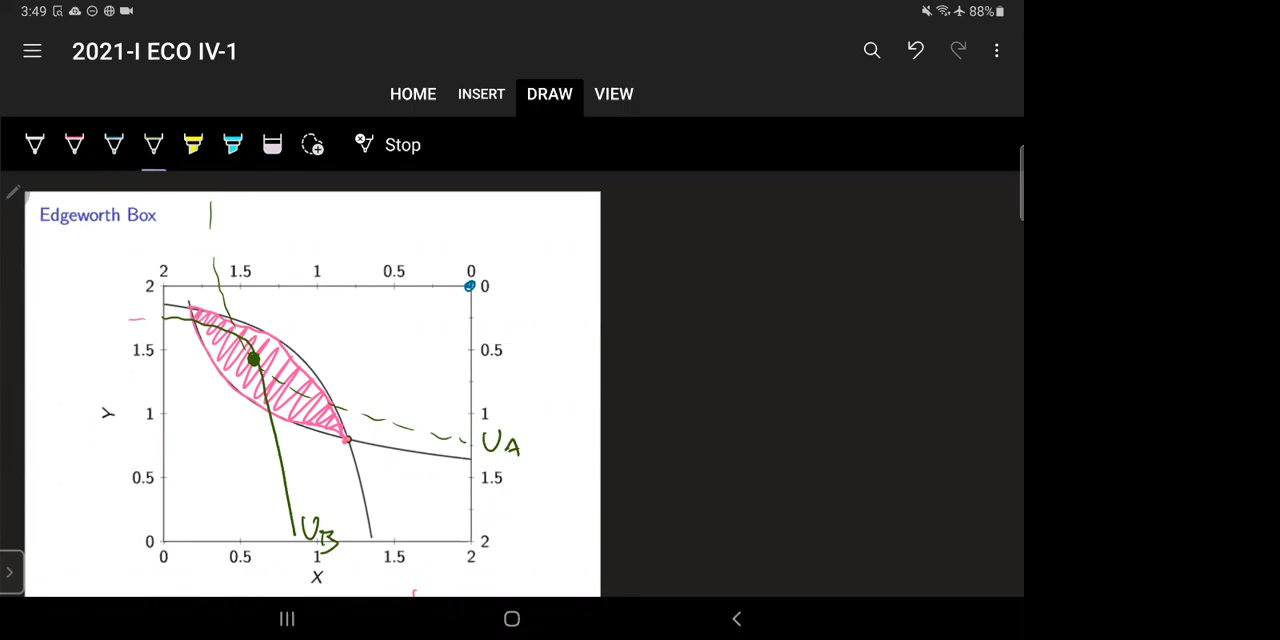 3:49 88%
2021-I ECO IV-1
HOME INSERT DRAW VIEW
Stop
Edgeworth Box
2 1.5 1 0.5 0
2 0
1.5 0.5
Y 1 1
UA
0.5 1.5
UB
0 2
0 0.5 1 1.5 2
X